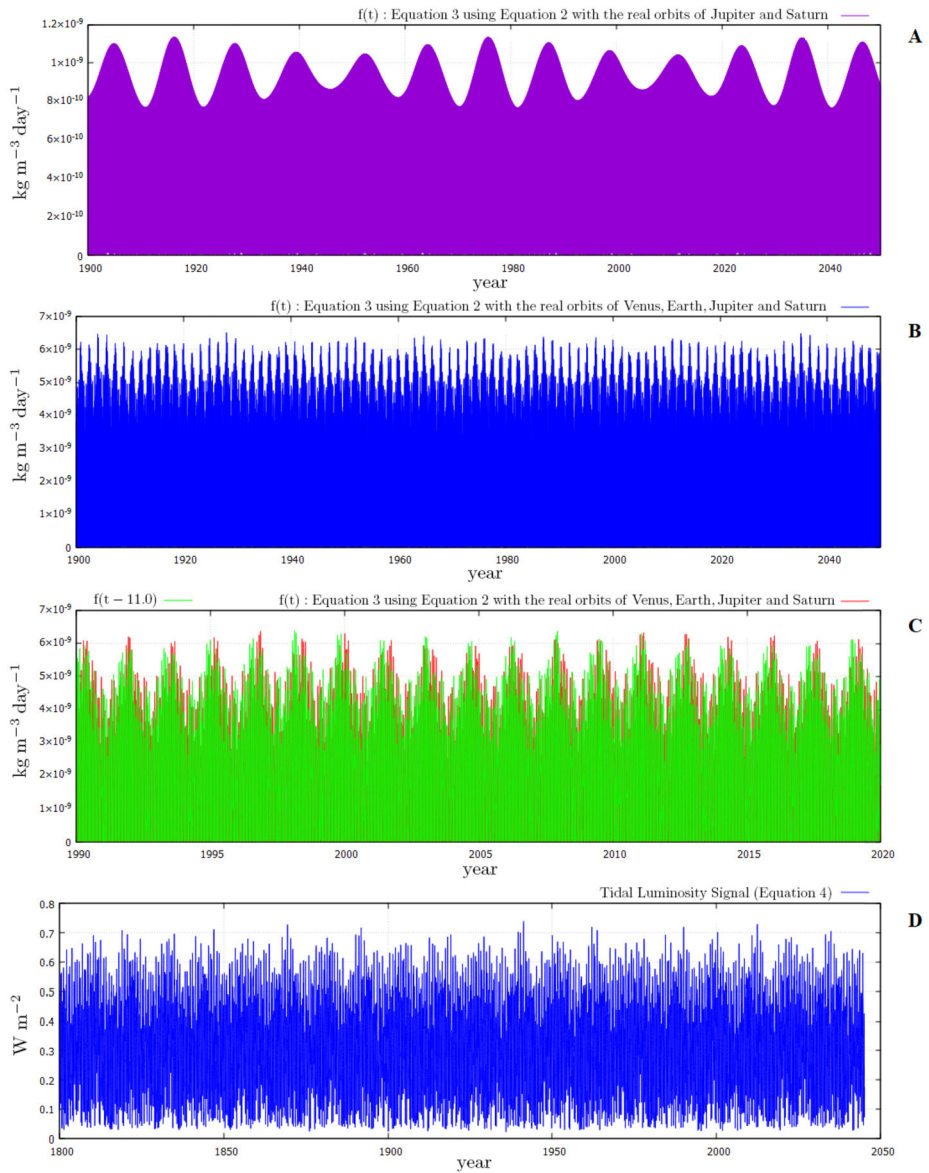 f(t) : Equation 3 using Equation 2 with the real orbits of Jupiter and Saturn
A
1.2×10⁻⁹
1×10⁻⁹
8×10⁻¹⁰
6×10⁻¹⁰
4×10⁻¹⁰
2×10⁻¹⁰
0
kg m⁻³ day⁻¹
1900 1920 1940 1960 1980 2000 2020 2040
year
f(t) : Equation 3 using Equation 2 with the real orbits of Venus, Earth, Jupiter and Saturn
B
7×10⁻⁹
6×10⁻⁹
5×10⁻⁹
4×10⁻⁹
3×10⁻⁹
2×10⁻⁹
1×10⁻⁹
0
kg m⁻³ day⁻¹
1900 1920 1940 1960 1980 2000 2020 2040
year
f(t − 11.0) f(t) : Equation 3 using Equation 2 with the real orbits of Venus, Earth, Jupiter and Saturn
C
7×10⁻⁹
6×10⁻⁹
5×10⁻⁹
4×10⁻⁹
3×10⁻⁹
2×10⁻⁹
1×10⁻⁹
0
kg m⁻³ day⁻¹
1990 1995 2000 2005 2010 2015 2020
year
Tidal Luminosity Signal (Equation 4)
D
0.8
0.7
0.6
0.5
0.4
0.3
0.2
0.1
0
W m⁻²
1800 1850 1900 1950 2000 2050
year